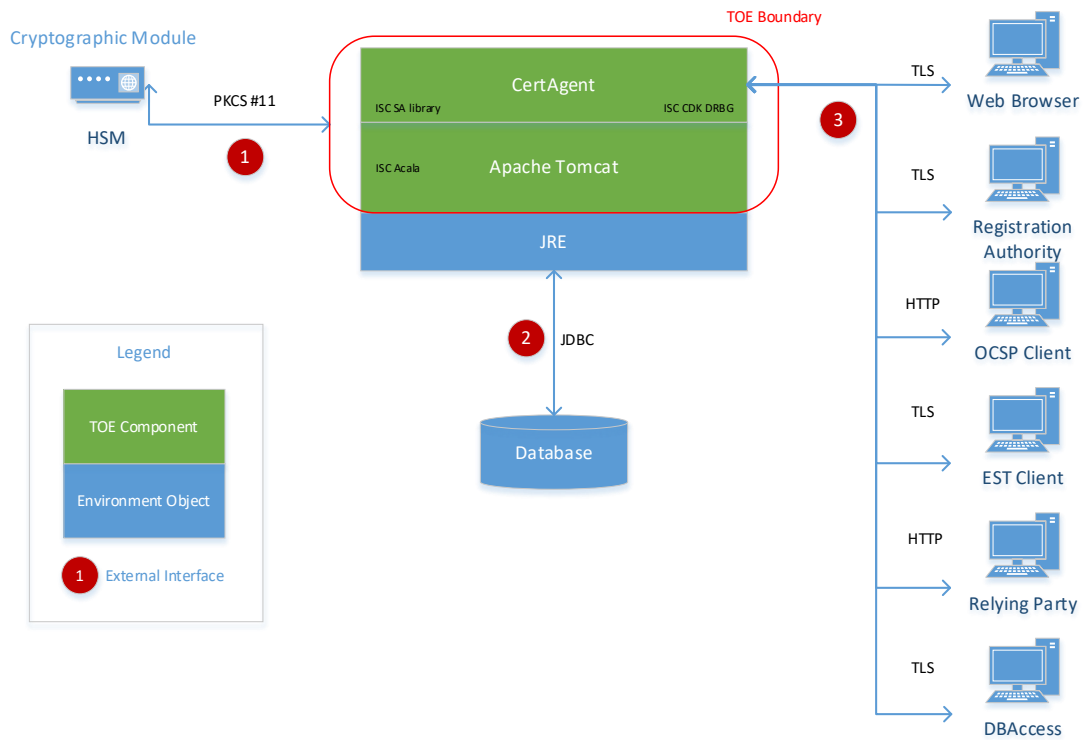 TOE Boundary
Cryptographic Module
HSM
PKCS #11
1
CertAgent
ISC SA library
ISC CDK DRBG
ISC Acala
Apache Tomcat
JRE
2
JDBC
Database
3
TLS
Web Browser
TLS
Registration
Authority
HTTP
OCSP Client
TLS
EST Client
HTTP
Relying Party
TLS
DBAccess
Legend
TOE Component
Environment Object
1
External Interface